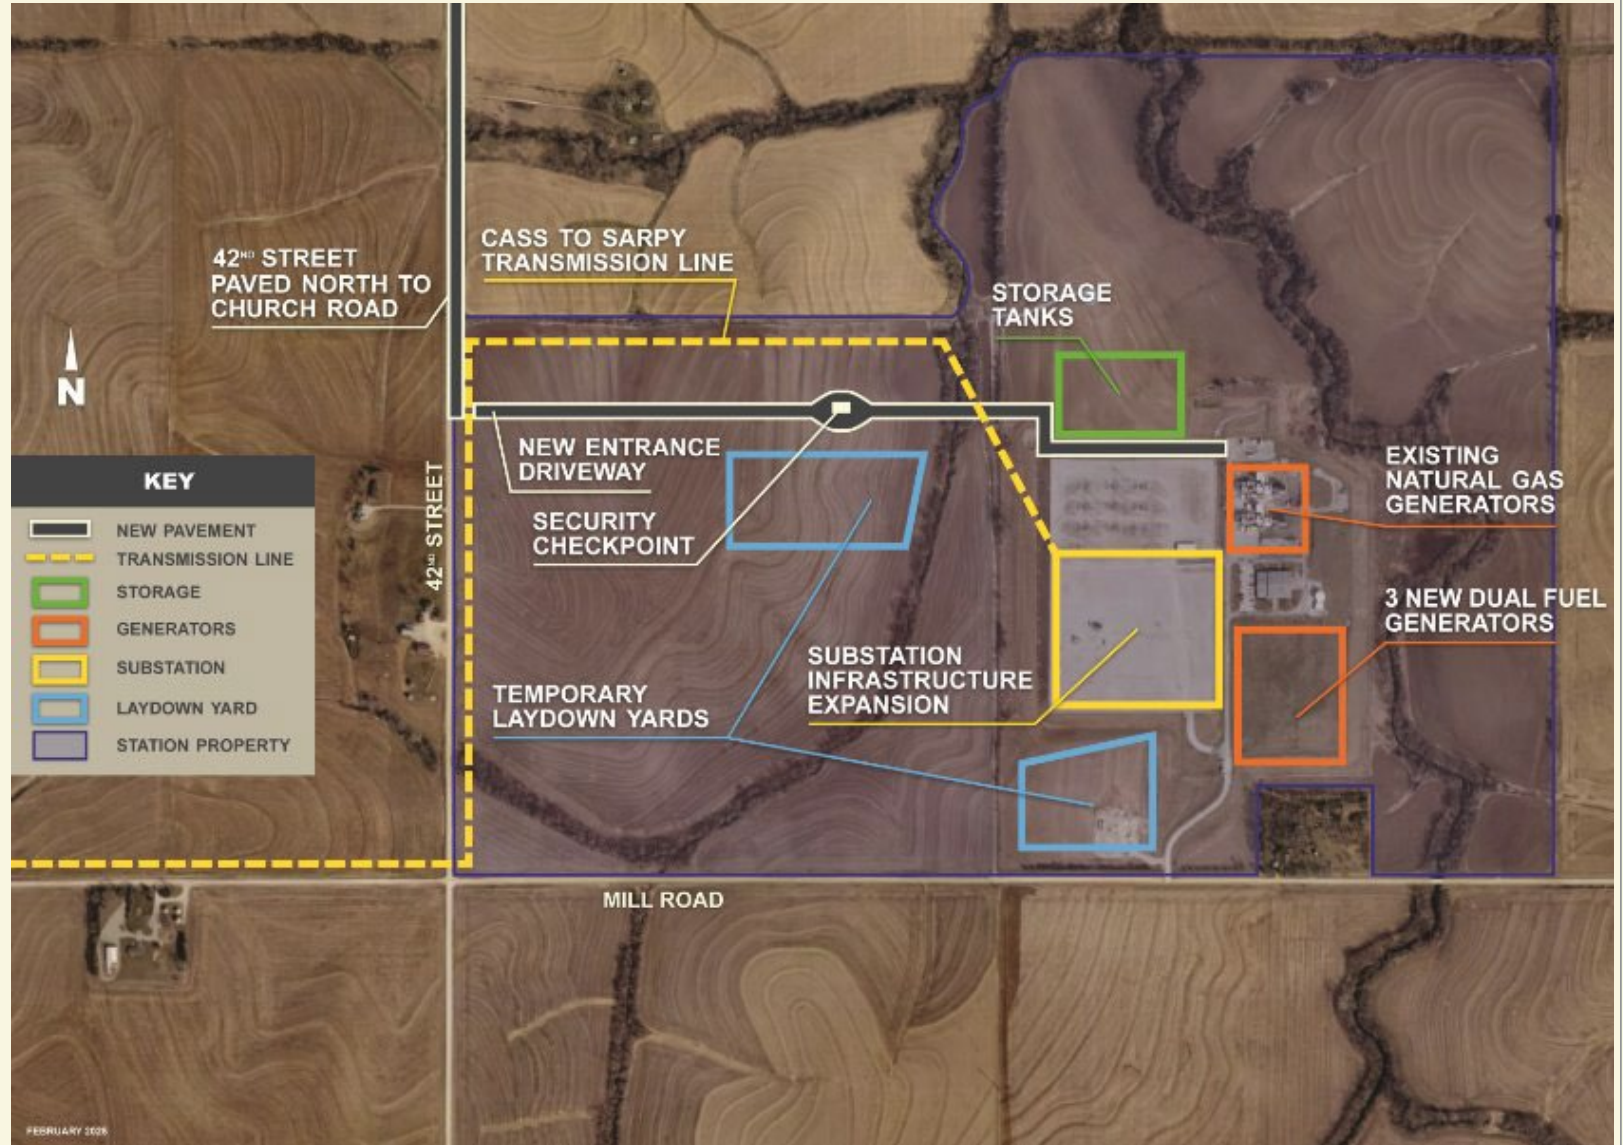 CASS TO SARPY
TRANSMISSION LINE
42ND STREET
PAVED NORTH TO
CHURCH ROAD
STORAGE
TANKS
N
NEW ENTRANCE
DRIVEWAY
SECURITY
CHECKPOINT
EXISTING
NATURAL GAS
GENERATORS
KEY
NEW PAVEMENT
TRANSMISSION LINE
STORAGE
GENERATORS
SUBSTATION
LAYDOWN YARD
STATION PROPERTY
42ND STREET
3 NEW DUAL FUEL
GENERATORS
SUBSTATION
INFRASTRUCTURE
EXPANSION
TEMPORARY
LAYDOWN YARDS
MILL ROAD
FEBRUARY